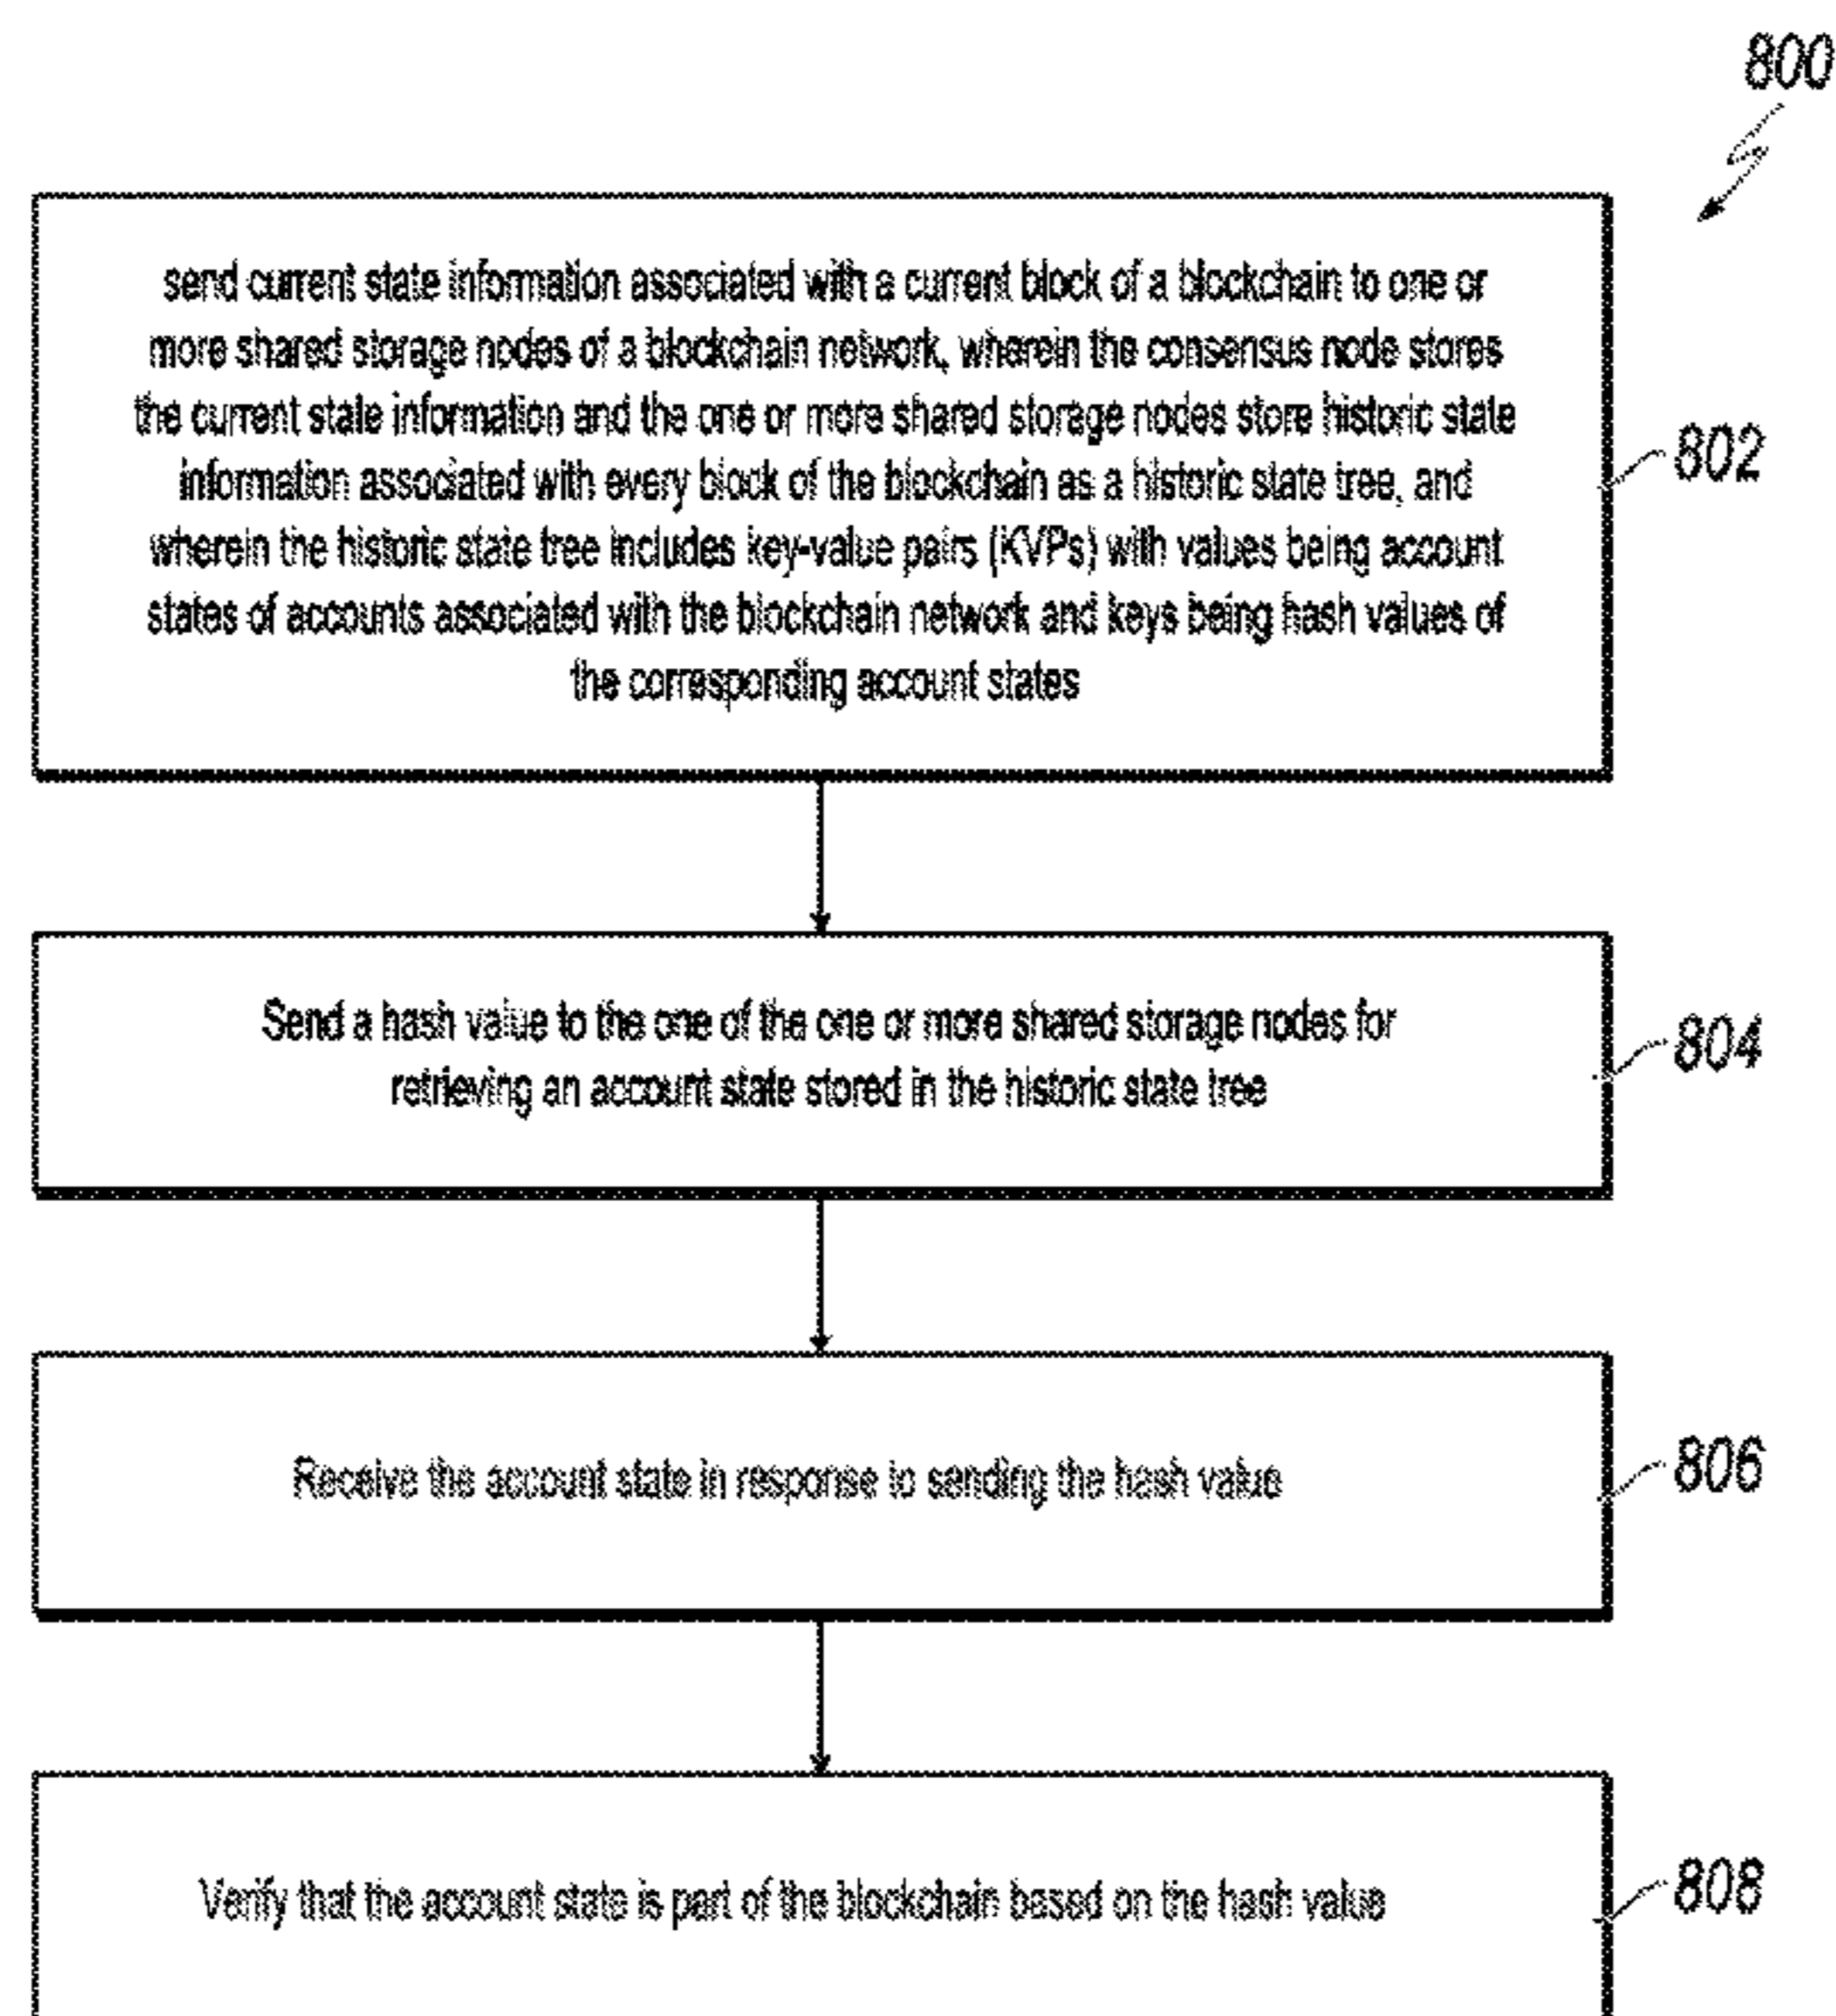 800
send current state information associated with a current block of a blockchain to one or
more shared storage nodes of a blockchain network, wherein the consensus node stores
the current state information and the one or more shared storage nodes store historic state
information associated with every block of the blockchain as a historic state tree, and
wherein the historic state tree includes key-value pairs (KVPs) with values being account
states of accounts associated with the blockchain network and keys being hash values of
the corresponding account states
802
Send a hash value to the one of the one or more shared storage nodes for
retrieving an account state stored in the historic state tree
804
Receive the account state in response to sending the hash value
806
Verify that the account state is part of the blockchain based on the hash value
808